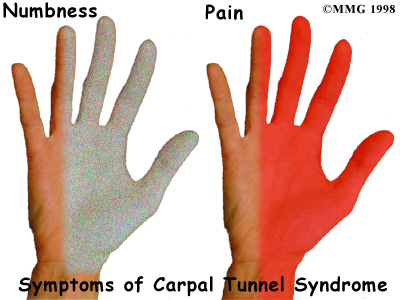 Numbness
Pain
©MMG 1998
Symptoms of Carpal Tunnel Syndrome